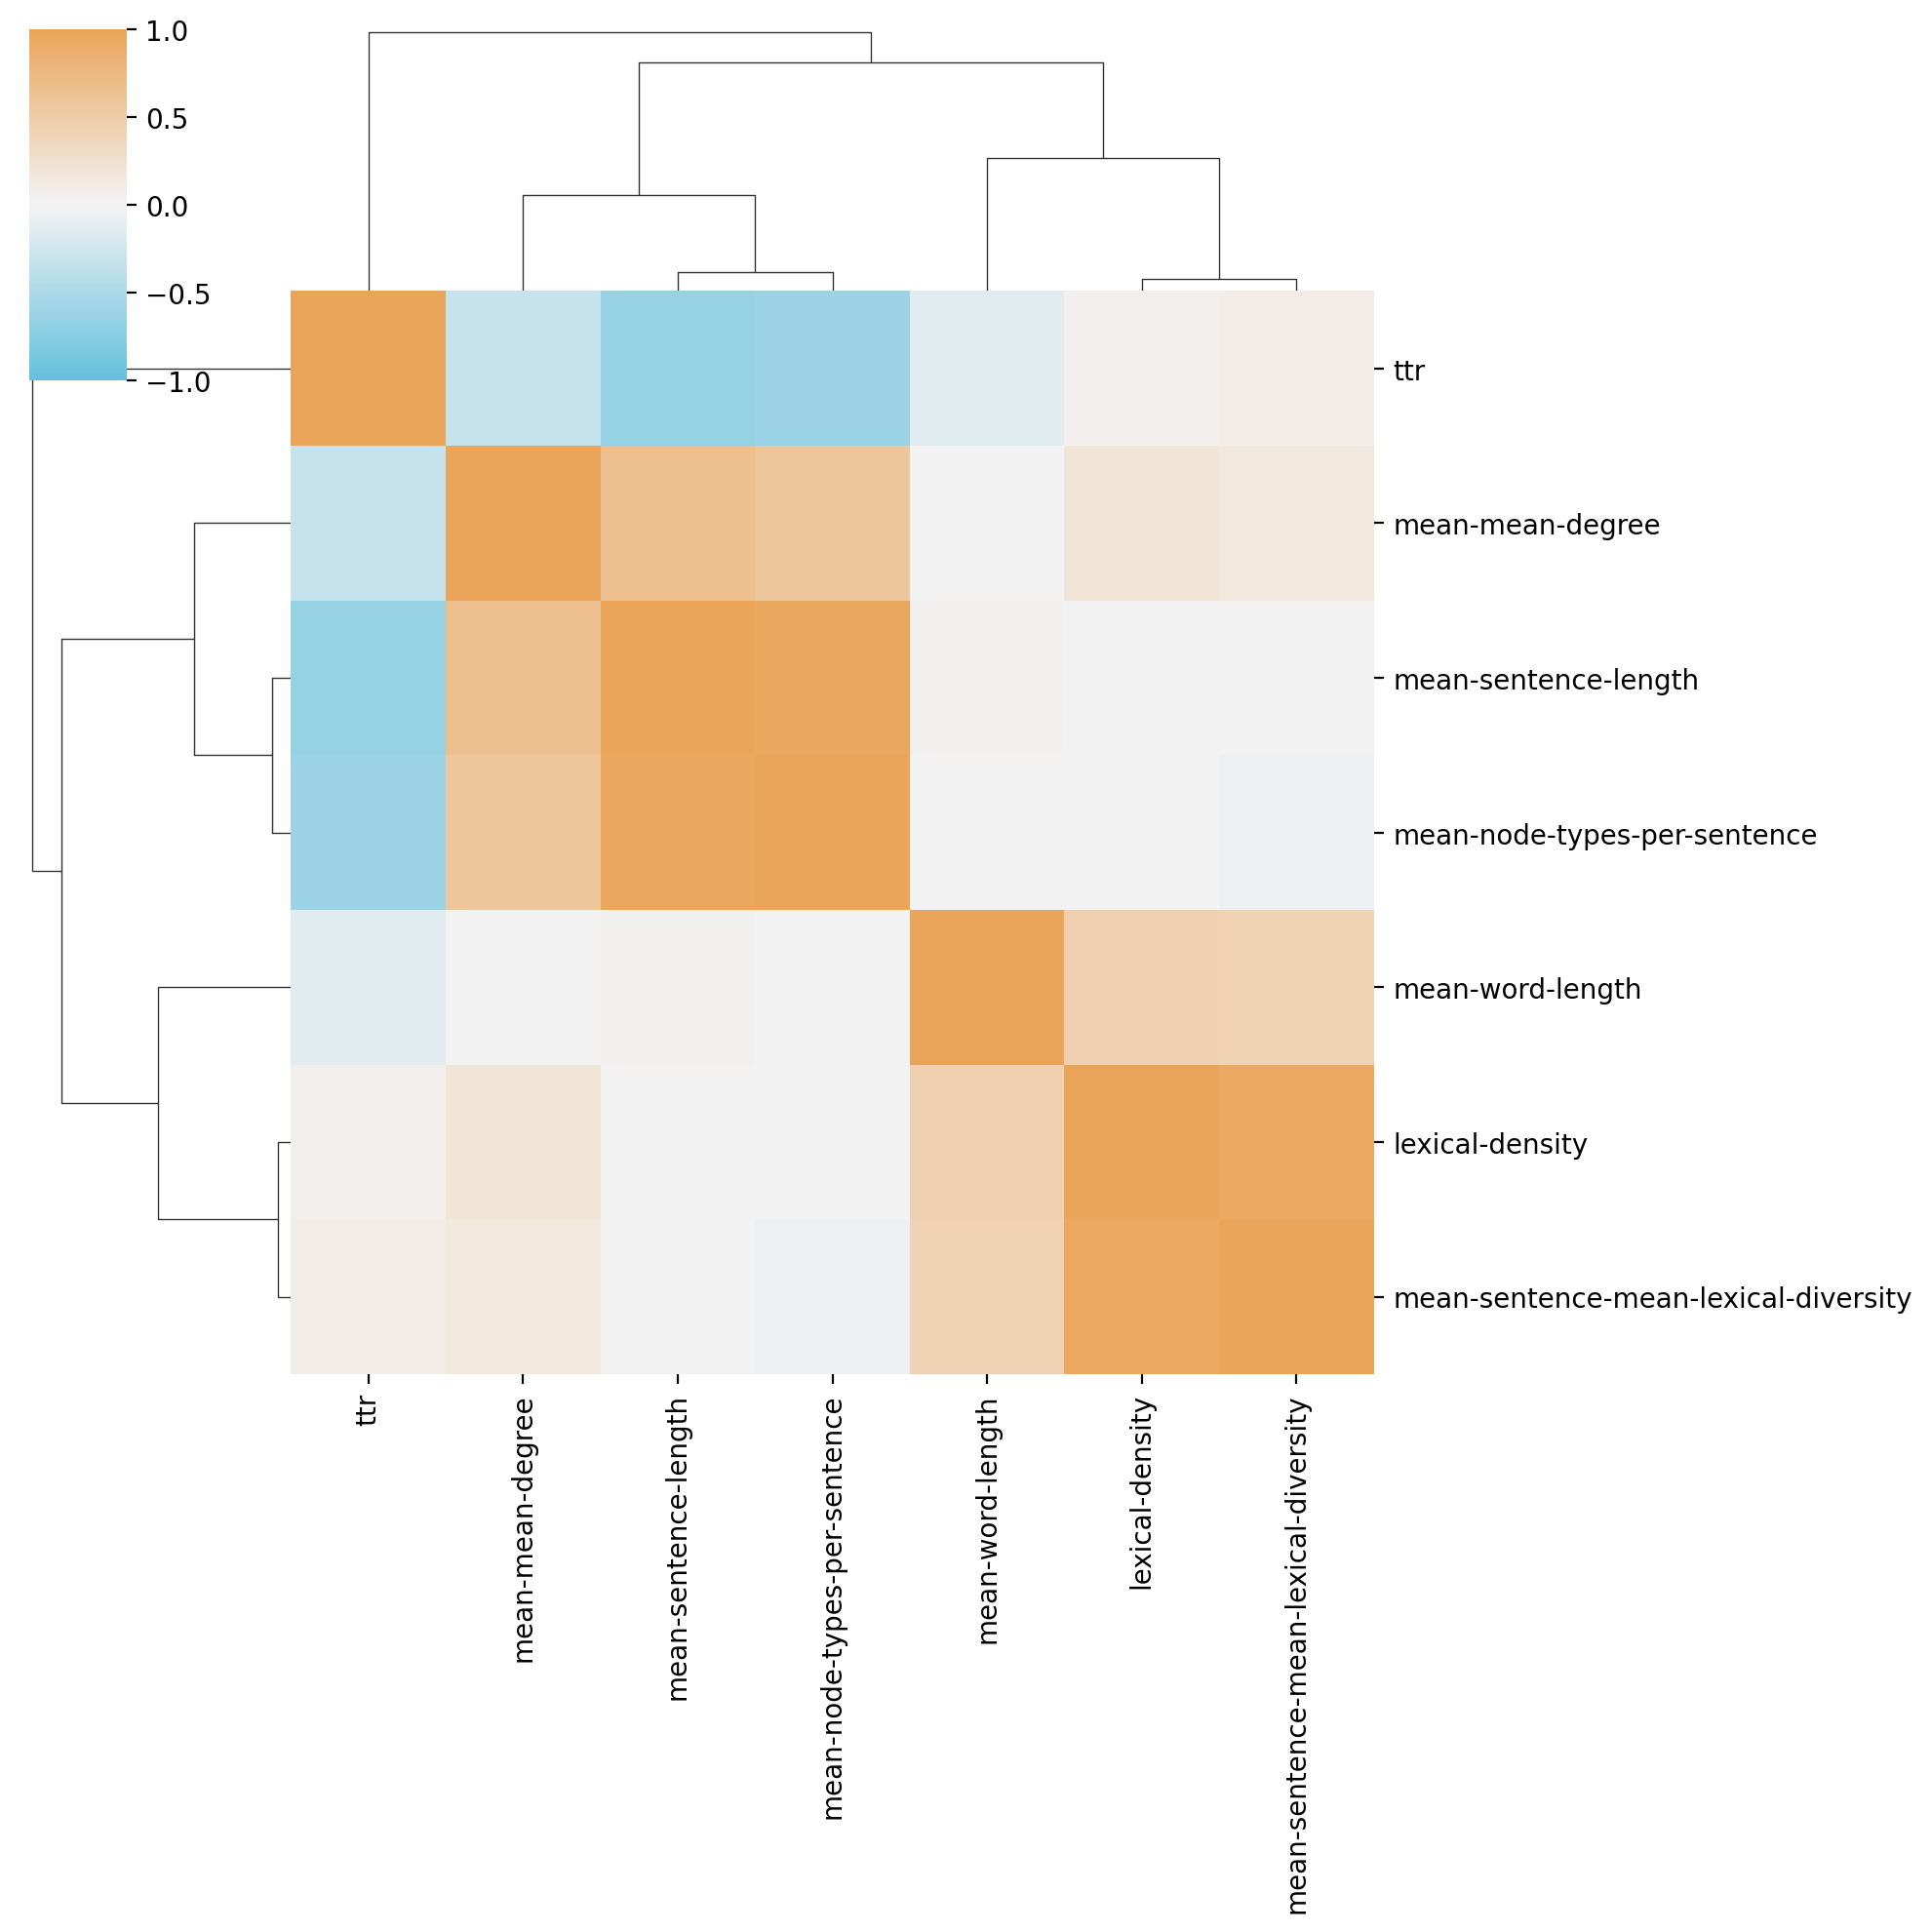 1.0
0.5
0.0
−0.5
−1.0
ttr
mean-mean-degree
mean-sentence-length
mean-node-types-per-sentence
mean-word-length
lexical-density
mean-sentence-mean-lexical-diversity
ttr
mean-mean-degree
mean-sentence-length
mean-node-types-per-sentence
mean-word-length
lexical-density
mean-sentence-mean-lexical-diversity